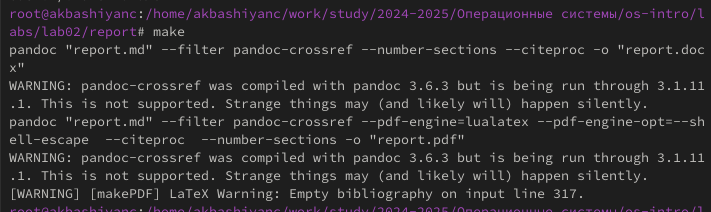 root@akbashiyanc:/home/akbashiyanc/work/study/2024-2025/Операционные системы/os-intro/l
abs/lab02/report# make
pandoc "report.md" --filter pandoc-crossref --number-sections --citeproc -o "report.doc
x"
WARNING: pandoc-crossref was compiled with pandoc 3.6.3 but is being run through 3.1.11
.1. This is not supported. Strange things may (and likely will) happen silently.
pandoc "report.md" --filter pandoc-crossref --pdf-engine=lualatex --pdf-engine-opt=--sh
ell-escape  --citeproc  --number-sections -o "report.pdf"
WARNING: pandoc-crossref was compiled with pandoc 3.6.3 but is being run through 3.1.11
.1. This is not supported. Strange things may (and likely will) happen silently.
[WARNING] [makePDF] LaTeX Warning: Empty bibliography on input line 317.
root@akbashiyanc:/home/akbashiyanc/work/study/2024-2025/Операционные системы/os-intro/l